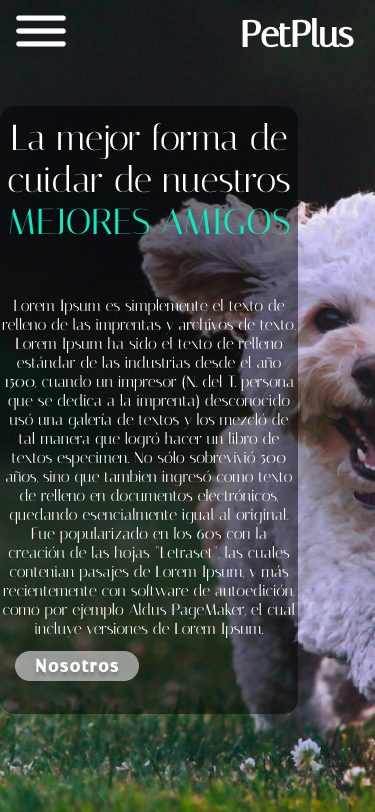 PetPlus
La mejor forma de
cuidar de nuestros
MEJORES AMIGOS
Lorem Ipsum es simplemente el texto de
relleno de las imprentas y archivos de texto.
Lorem Ipsum ha sido el texto de relleno
estándar de las industrias desde el año
1500, cuando un impresor (N. del T. persona
que se dedica a la imprenta) desconocido
usó una galería de textos y los mezcló de
tal manera que logró hacer un libro de
textos especimen. No sólo sobrevivió 500
años, sino que tambien ingresó como texto
de relleno en documentos electrónicos,
quedando esencialmente igual al original.
Fue popularizado en los 60s con la
creación de las hojas "Letraset", las cuales
contenian pasajes de Lorem Ipsum, y más
recientemente con software de autoedición,
como por ejemplo Aldus PageMaker, el cual
incluye versiones de Lorem Ipsum.
Nosotros